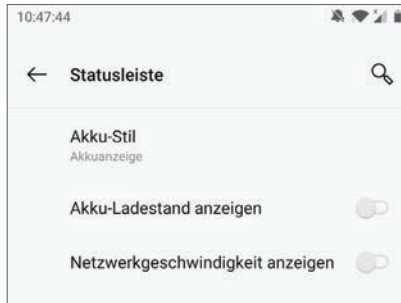 10:47:44
Statusleiste
Akku-Stil
Akkuanzeige
Akku-Ladestand anzeigen
Netzwerkgeschwindigkeit anzeigen